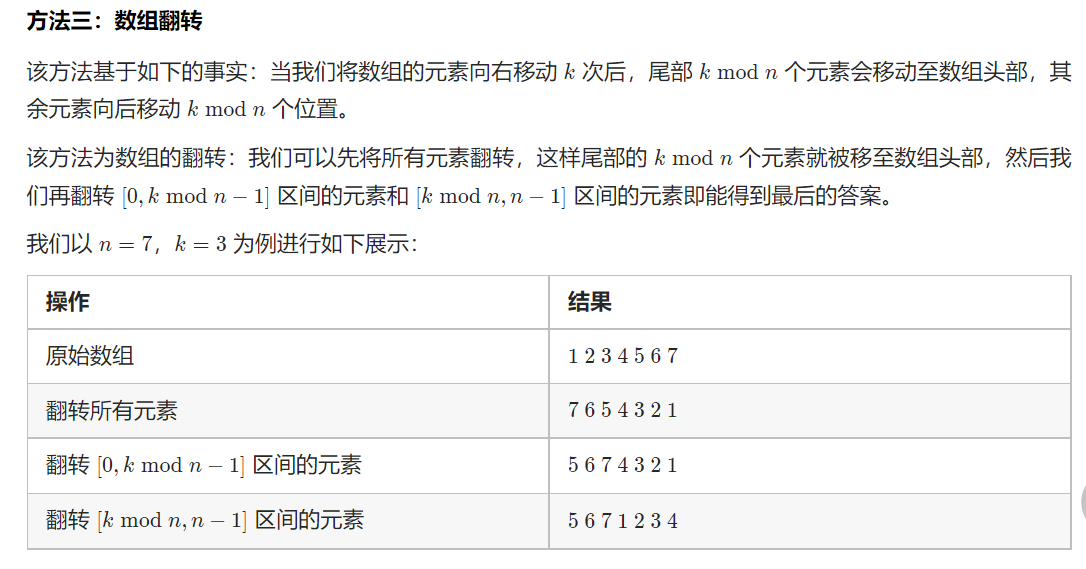 方法三：数组翻转
该方法基于如下的事实：当我们将数组的元素向右移动 k 次后，尾部 k mod n 个元素会移动至数组头部，其
余元素向后移动 k mod n 个位置。
该方法为数组的翻转：我们可以先将所有元素翻转，这样尾部的 k mod n 个元素就被移至数组头部，然后我
们再翻转 [0, k mod n − 1] 区间的元素和 [k mod n, n − 1] 区间的元素即能得到最后的答案。
我们以 n = 7，k = 3 为例进行如下展示：
操作 结果
原始数组 1 2 3 4 5 6 7
翻转所有元素 7 6 5 4 3 2 1
翻转 [0, k mod n − 1] 区间的元素 5 6 7 4 3 2 1
翻转 [k mod n, n − 1] 区间的元素 5 6 7 1 2 3 4